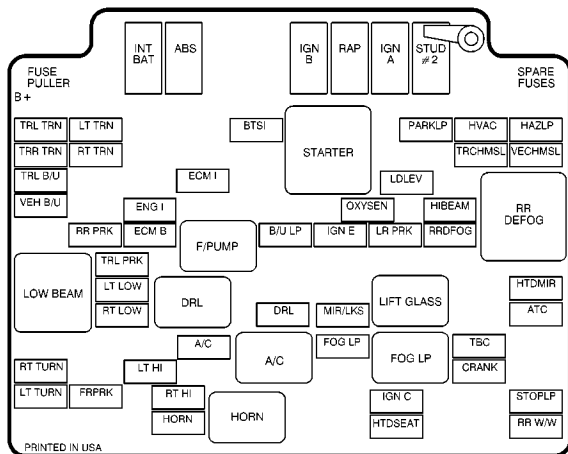 INT BAT
ABS
IGN B
RAP
IGN A
STUD #2
FUSE PULLER
B+
SPARE FUSES
TRL TRN
LT TRN
BTSI
STARTER
PARKLP
HVAC
HAZLP
TRR TRN
RT TRN
TRCHMSL
VECHMSL
TRL B/U
ECM I
LDLEV
VEH B/U
ENG I
OXYSEN
HIBEAM
RR DEFOG
RR PRK
ECM B
F/PUMP
B/U LP
IGN E
LR PRK
RRDFOG
TRL PRK
LOW BEAM
LT LOW
DRL
LIFT GLASS
HTDMIR
RT LOW
DRL
MIR/LKS
ATC
A/C
A/C
FOG LP
FOG LP
TBC
RT TURN
LT HI
CRANK
LT TURN
FRPRK
RT HI
HORN
IGN C
STOPLP
HORN
HTDSEAT
RR W/W
PRINTED IN USA